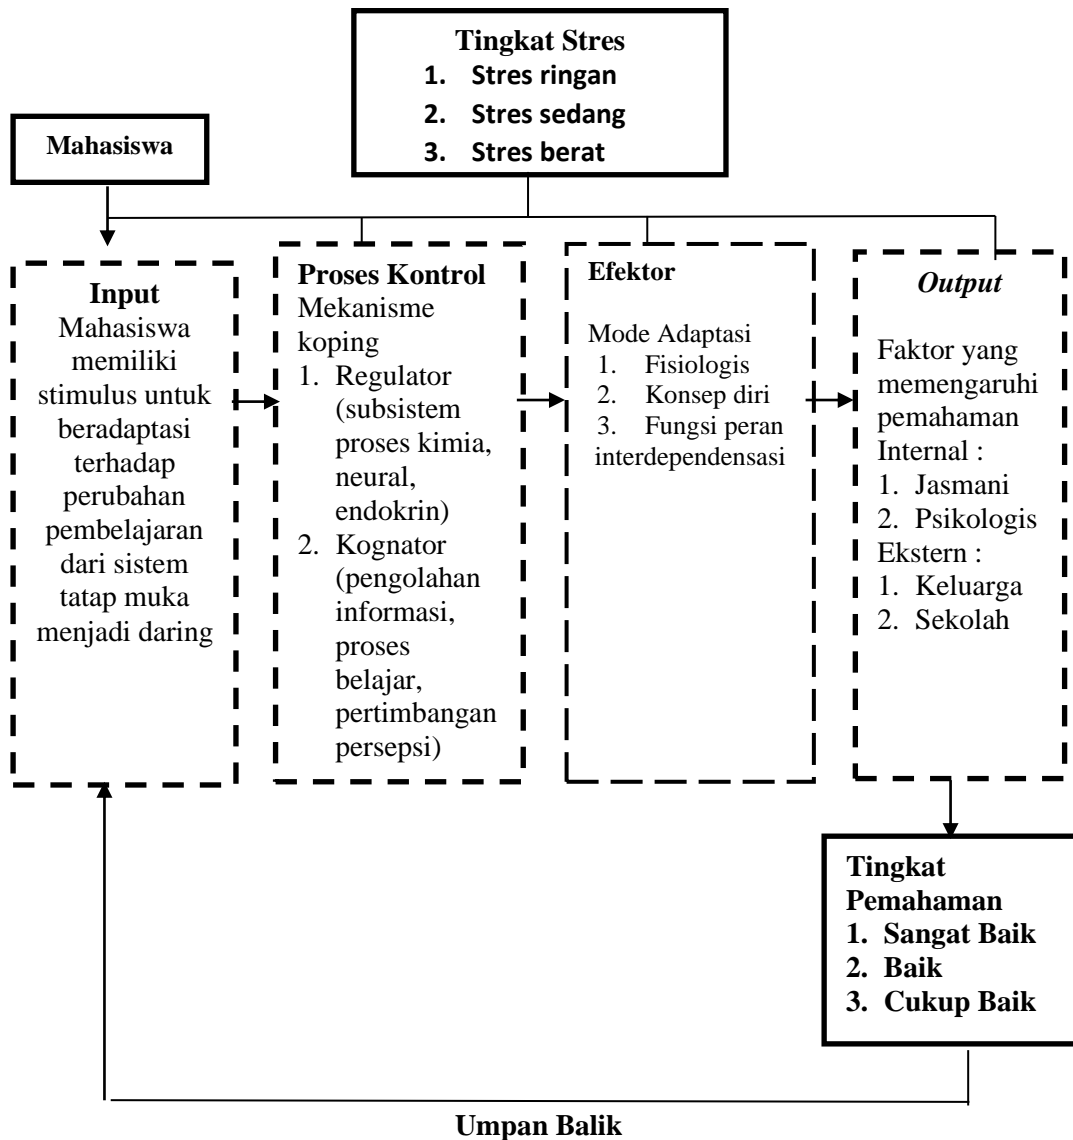 Tingkat Stres
1. Stres ringan
2. Stres sedang
3. Stres berat
Mahasiswa
Input
Mahasiswa
memiliki
stimulus untuk
beradaptasi
terhadap
perubahan
pembelajaran
dari sistem
tatap muka
menjadi daring
Proses Kontrol
Mekanisme
koping
1. Regulator
(subsistem
proses kimia,
neural,
endokrin)
2. Kognator
(pengolahan
informasi,
proses
belajar,
pertimbangan
persepsi)
Efektor
Mode Adaptasi
1. Fisiologis
2. Konsep diri
3. Fungsi peran
interdependensasi
Output
Faktor yang
memengaruhi
pemahaman
Internal :
1. Jasmani
2. Psikologis
Ekstern :
1. Keluarga
2. Sekolah
Tingkat
Pemahaman
1. Sangat Baik
2. Baik
3. Cukup Baik
Umpan Balik